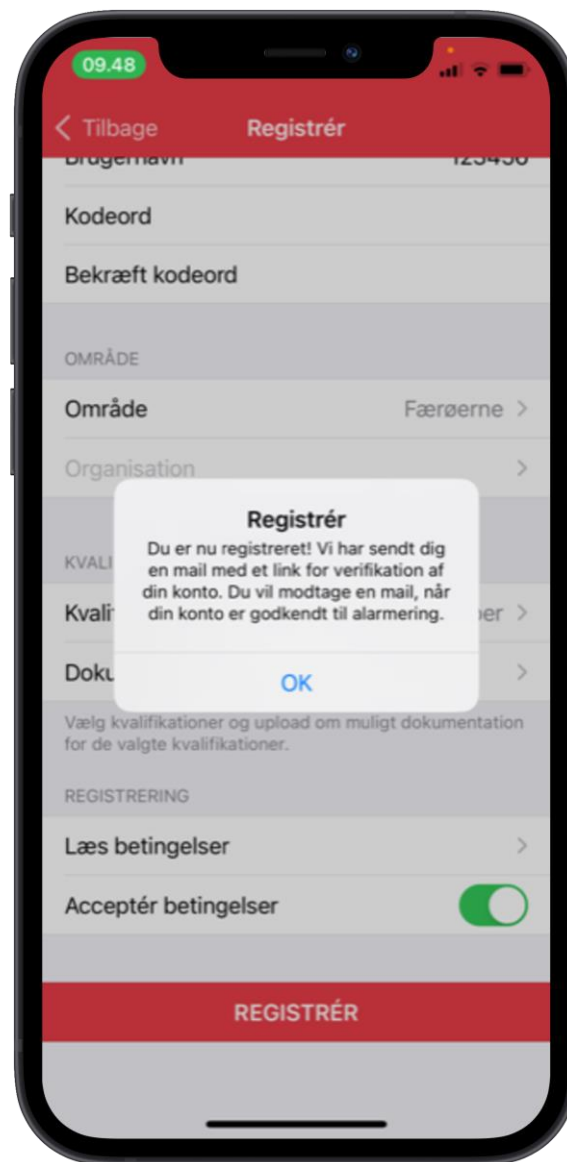 09.48
Tilbage
Registrér
Brugernavn
Kodeord
Bekræft kodeord
OMRÅDE
Område Færøerne
Organisation
Registrér
Du er nu registreret! Vi har sendt dig
en mail med et link for verifikation af
din konto. Du vil modtage en mail, når
din konto er godkendt til alarmering.
OK
Vælg kvalifikationer og upload om muligt dokumentation
for de valgte kvalifikationer.
REGISTRERING
Læs betingelser
Acceptér betingelser
REGISTRÉR